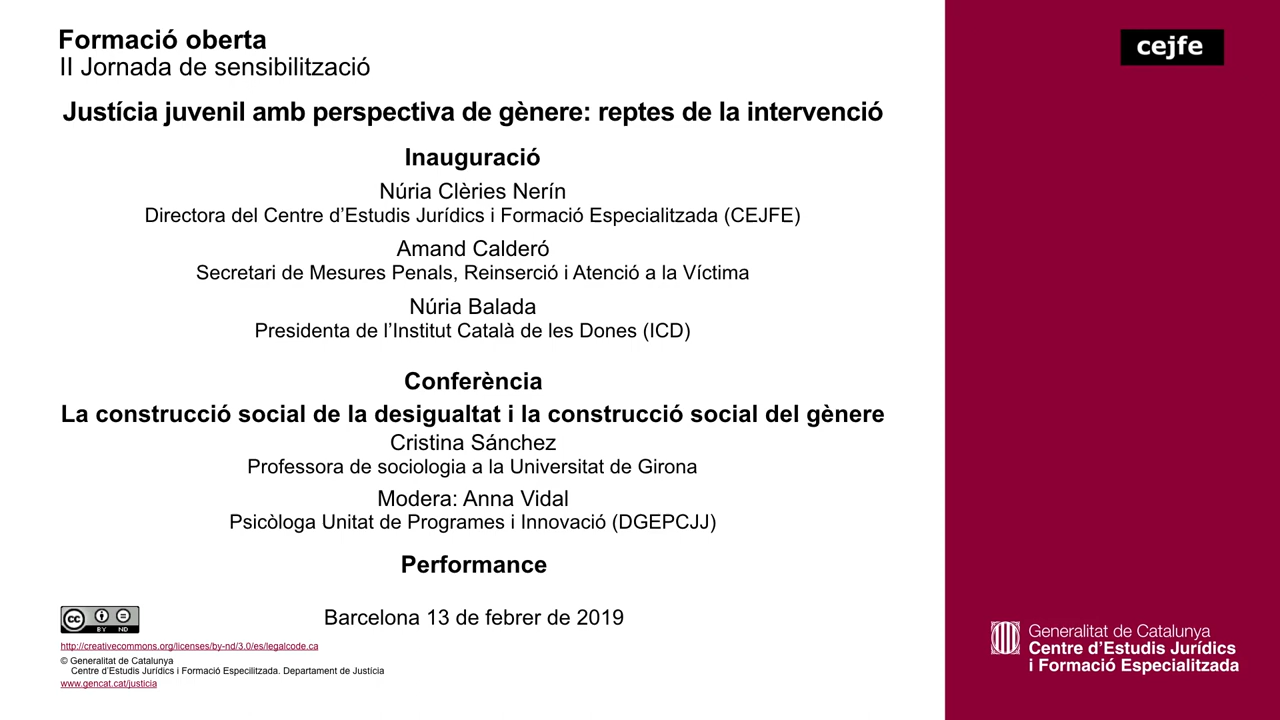 Formació oberta
II Jornada de sensibilització
Justícia juvenil amb perspectiva de gènere: reptes de la intervenció
Inauguració
Núria Clèries Nerín
Directora del Centre d’Estudis Jurídics i Formació Especialitzada (CEJFE)
Amand Calderó
Secretari de Mesures Penals, Reinserció i Atenció a la Víctima
Núria Balada
Presidenta de l’Institut Català de les Dones (ICD)
Conferència
La construcció social de la desigualtat i la construcció social del gènere
Cristina Sánchez
Professora de sociologia a la Universitat de Girona
Modera: Anna Vidal
Psicòloga Unitat de Programes i Innovació (DGEPCJJ)
Performance
Barcelona 13 de febrer de 2019
cc BY ND
http://creativecommons.org/licenses/by-nd/3.0/es/legalcode.ca
© Generalitat de Catalunya
Centre d’Estudis Jurídics i Formació Especilitzada. Departament de Justícia
www.gencat.cat/justicia
cejfe
Generalitat de Catalunya
Centre d’Estudis Jurídics
i Formació Especialitzada